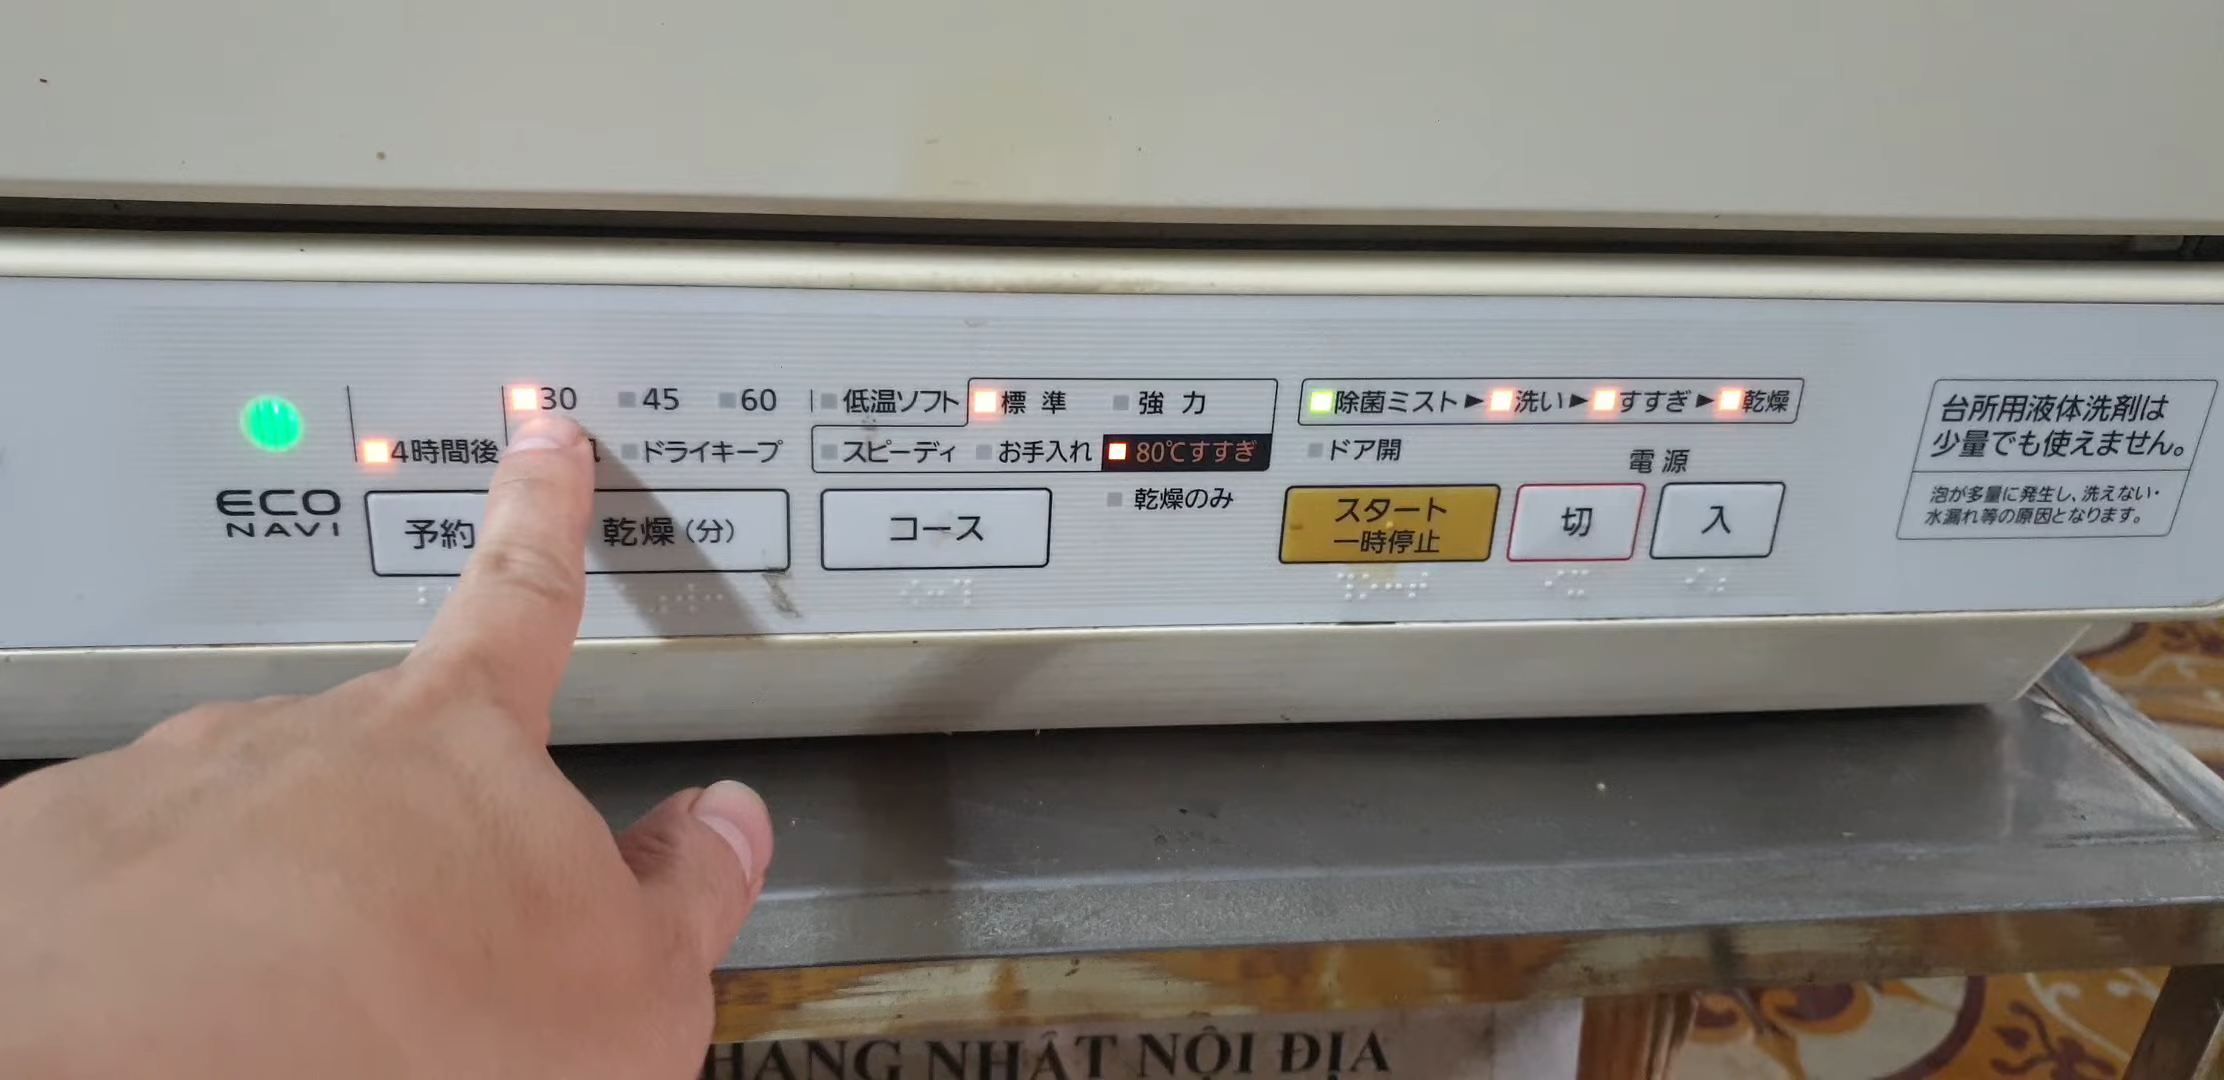 30 45 60
4時間後 ドライキープ
低温ソフト 標準 強力
スピーディ お手入れ 80℃すすぎ
乾燥のみ
除菌ミスト▶洗い▶すすぎ▶乾燥
ドア開
電源
ECO
NAVI
予約
乾燥(分)
コース
スタート
一時停止
切
入
台所用液体洗剤は
少量でも使えません。
泡が多量に発生し、洗えない・
水漏れ等の原因となります。
HÀNG NHẬT NỘI ĐỊA